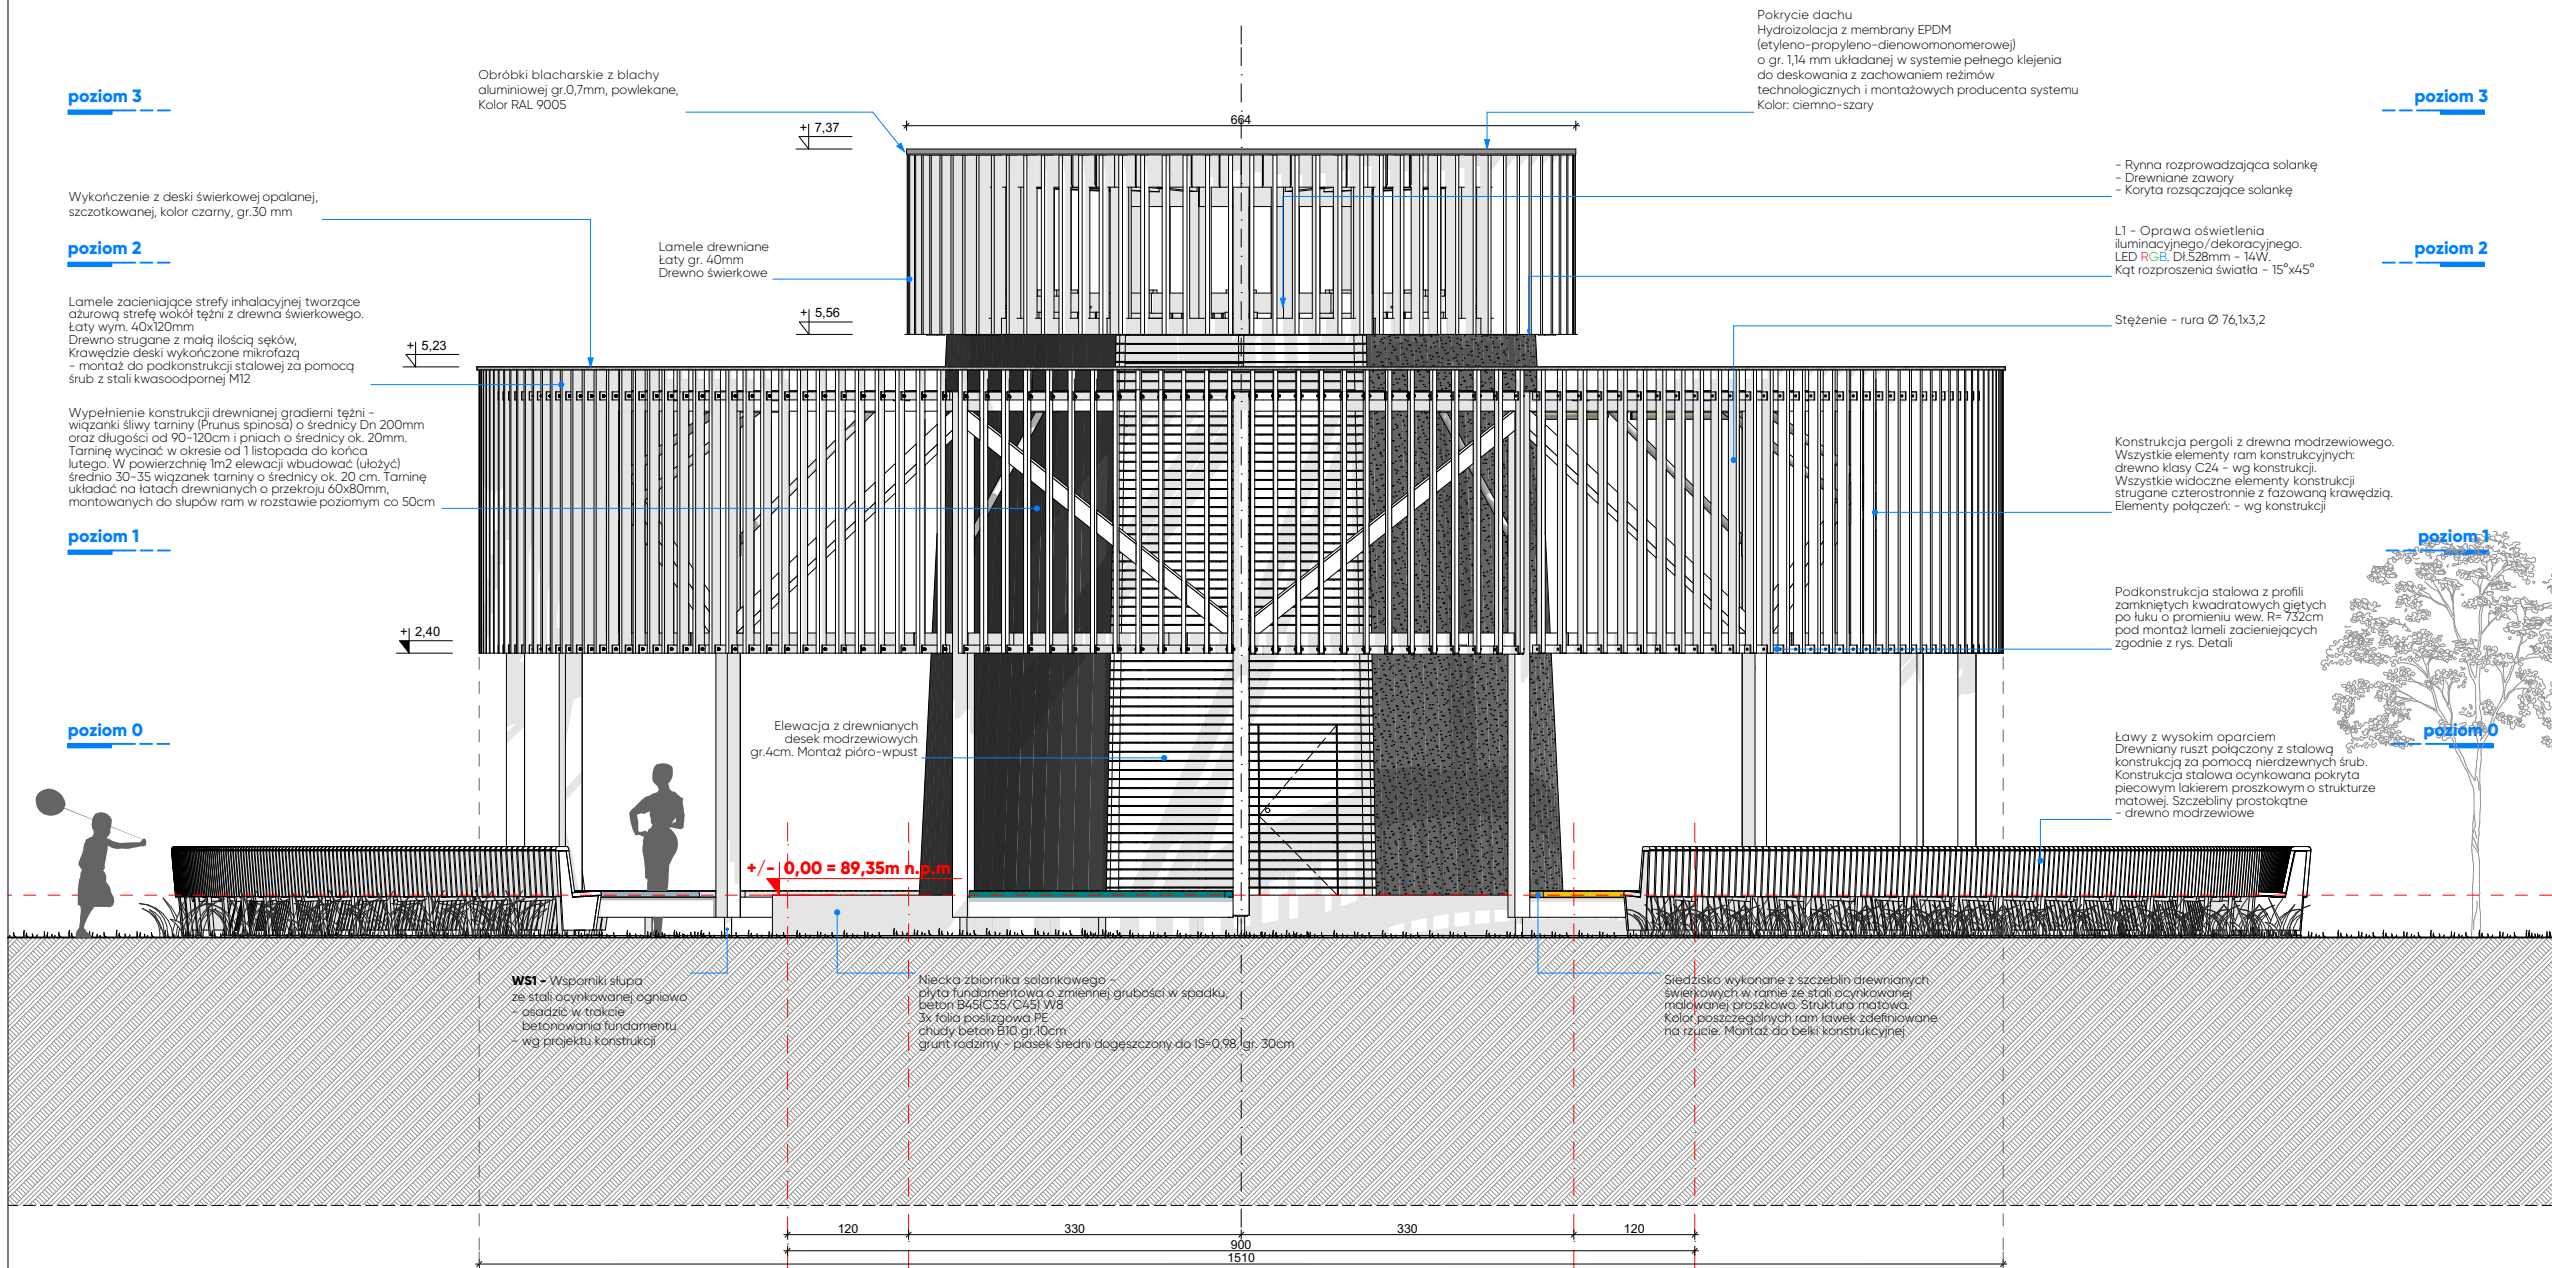 Pokrycie dachu
Hydroizolacja z membrany EPDM
(etyleno-propyleno-dienowomonomerowej)
o gr. 1,14 mm układanej w systemie pełnego klejenia
do deskowania z zachowaniem reżimów
technologicznych i montażowych producenta systemu
Kolor: ciemno-szary
Obróbki blacharskie z blachy
aluminiowej gr.0,7mm, powlekane,
Kolor RAL 9005
poziom 3
poziom 3
664
+ 7,37
- Rynna rozprowadzająca solankę
- Drewniane zawory
- Koryta rozsączające solankę
Wykończenie z deski świerkowej opalanej,
szczotkowanej, kolor czarny, gr.30 mm
poziom 2
Lamele drewniane
Łaty gr. 40mm
Drewno świerkowe
L1 - Oprawa oświetlenia
iluminacyjnego/dekoracyjnego.
LED RGB. Dł.528mm - 14W.
Kąt rozproszenia światła - 15°x45°
poziom 2
Lamele zacieniające strefy inhalacyjnej tworzące
ażurową strefę wokół tężni z drewna świerkowego.
Łaty wym. 40x120mm
Drewno strugane z małą ilością sęków,
Krawędzie deski wykończone mikrofazą
- montaż do podkonstrukcji stalowej za pomocą
śrub z stali kwasoodpornej M12
+ 5,56
+ 5,23
Stężenie - rura Ø 76,1x3,2
Wypełnienie konstrukcji drewnianej gradierni tężni -
wiązanki śliwy tarniny (Prunus spinosa) o średnicy Dn 200mm
oraz długości od 90-120cm i pniach o średnicy ok. 20mm.
Tarninę wycinać w okresie od 1 listopada do końca
lutego. W powierzchnię 1m2 elewacji wbudować (ułożyć)
średnio 30-35 wiązanek tarniny o średnicy ok. 20 cm. Tarninę
układać na łatach drewnianych o przekroju 60x80mm,
montowanych do słupów ram w rozstawie poziomym co 50cm
Konstrukcja pergoli z drewna modrzewiowego.
Wszystkie elementy ram konstrukcyjnych:
drewno klasy C24 - wg konstrukcji.
Wszystkie widoczne elementy konstrukcji
strugane czterostronnie z fazowaną krawędzią.
Elementy połączeń: - wg konstrukcji
poziom 1
poziom 1
Podkonstrukcja stalowa z profili
zamkniętych kwadratowych giętych
po łuku o promieniu wew. R= 732cm
pod montaż lameli zacieniejących
zgodnie z rys. Detali
+ 2,40
poziom 0
Elewacja z drewnianych
desek modrzewiowych
gr.4cm. Montaż pióro-wpust
poziom 0
Ławy z wysokim oparciem
Drewniany ruszt połączony z stalową
konstrukcją za pomocą nierdzewnych śrub.
Konstrukcja stalowa ocynkowana pokryta
piecowym lakierem proszkowym o strukturze
matowej. Szczebliny prostokątne
- drewno modrzewiowe
+/- 0,00 = 89,35m n.p.m
WS1 - Wsporniki słupa
ze stali ocynkowanej ogniowo
- osadzić w trakcie
betonowania fundamentu
- wg projektu konstrukcji
Niecka zbiornika solankowego -
płyta fundamentowa o zmiennej grubości w spadku,
beton B45(C35/C45) W8
3x folia poślizgowa PE
chudy beton B10 gr.10cm
grunt rodzimy - piasek średni dogęszczony do IS=0,98, gr. 30cm
Siedzisko wykonane z szczeblin drewnianych
świerkowych w ramie ze stali ocynkowanej
malowanej proszkowo. Struktura matowa.
Kolor poszczególnych ram ławek zdefiniowane
na rzucie. Montaż do belki konstrukcyjnej
120 330 330 120
900
1510